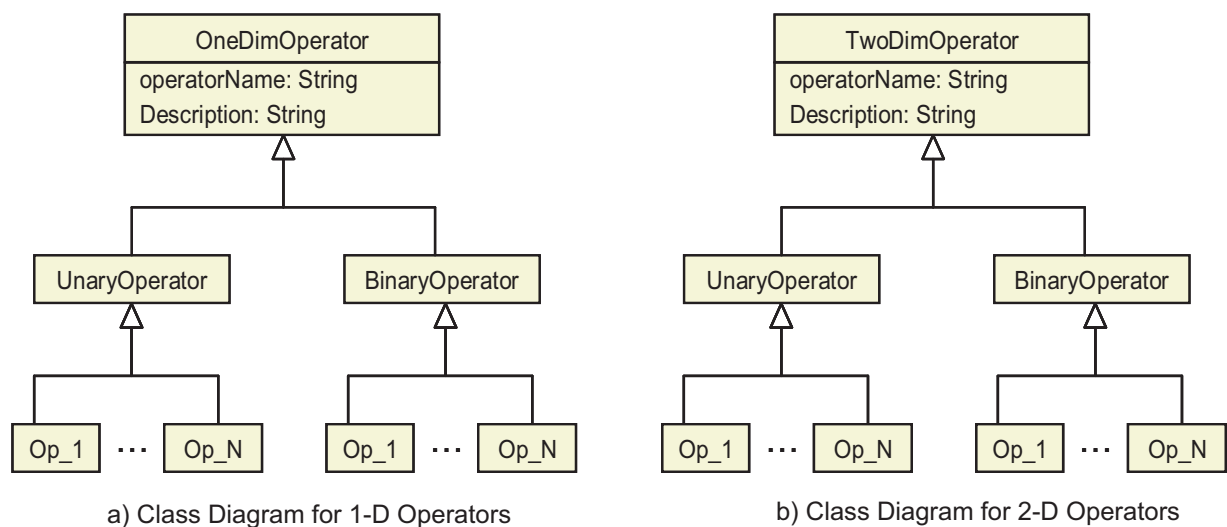 OneDimOperator
operatorName: String
Description: String
UnaryOperator
BinaryOperator
Op_1 ... Op_N
Op_1 ... Op_N
a) Class Diagram for 1-D Operators
TwoDimOperator
operatorName: String
Description: String
UnaryOperator
BinaryOperator
Op_1 ... Op_N
Op_1 ... Op_N
b) Class Diagram for 2-D Operators